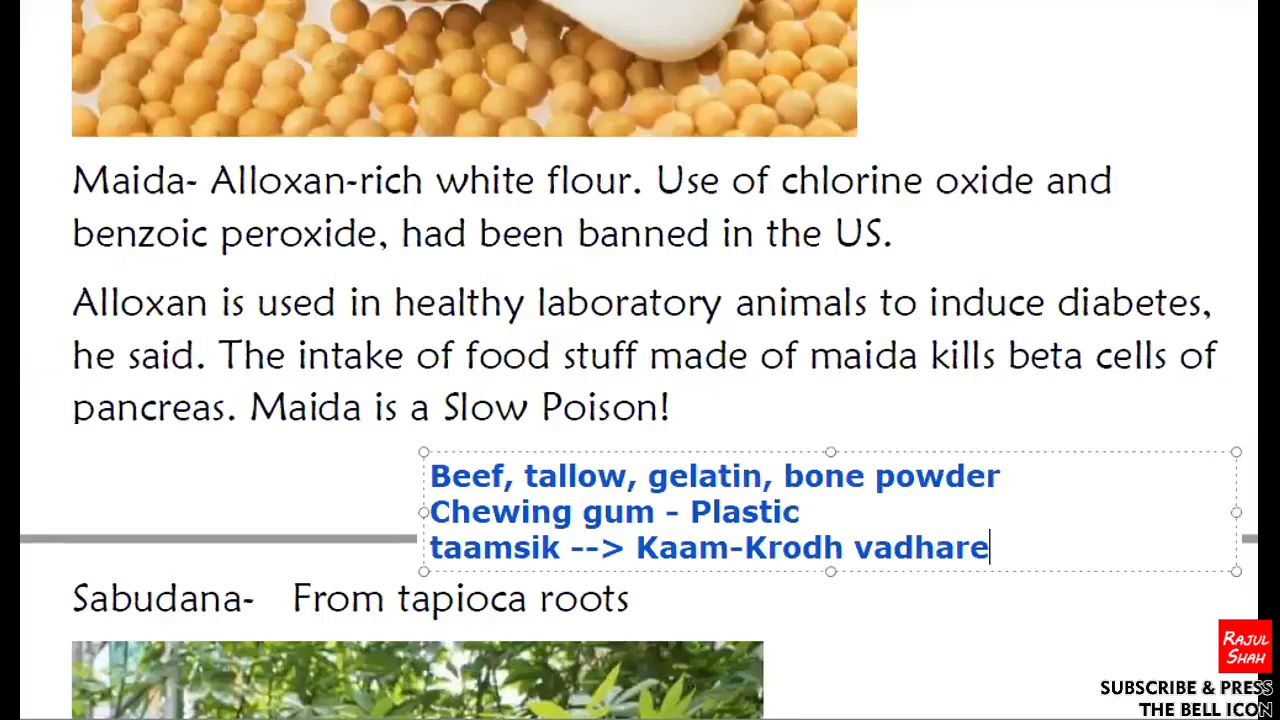 Maida- Alloxan-rich white flour. Use of chlorine oxide and
benzoic peroxide, had been banned in the US.
Alloxan is used in healthy laboratory animals to induce diabetes,
he said. The intake of food stuff made of maida kills beta cells of
pancreas. Maida is a Slow Poison!
Beef, tallow, gelatin, bone powder
Chewing gum - Plastic
taamsik --> Kaam-Krodh vadhare
Sabudana- From tapioca roots
RAJUL
SHAH
SUBSCRIBE & PRESS
THE BELL ICON